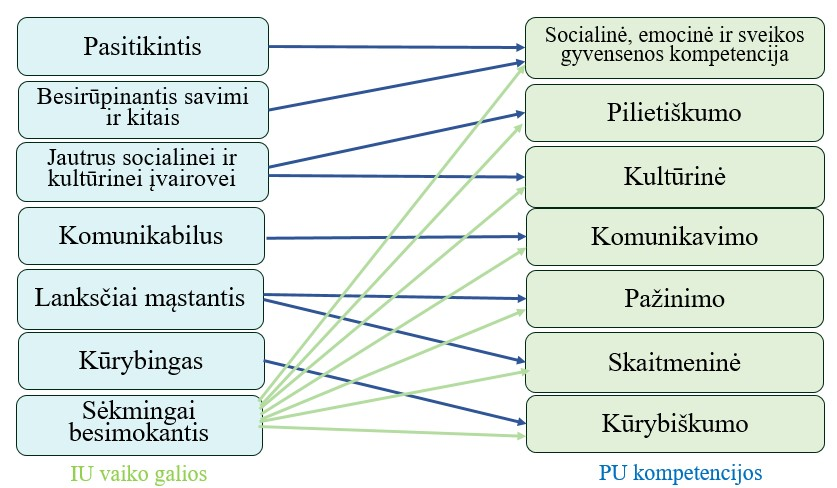 Pasitikintis
Besirūpinantis savimi
ir kitais
Jautrus socialinei ir
kultūrinei įvairovei
Komunikabilus
Lanksčiai mąstantis
Kūrybingas
Sėkmingai
besimokantis
IU vaiko galios
Socialinė, emocinė ir sveikos
gyvensenos kompetencija
Pilietiškumo
Kultūrinė
Komunikavimo
Pažinimo
Skaitmeninė
Kūrybiškumo
PU kompetencijos